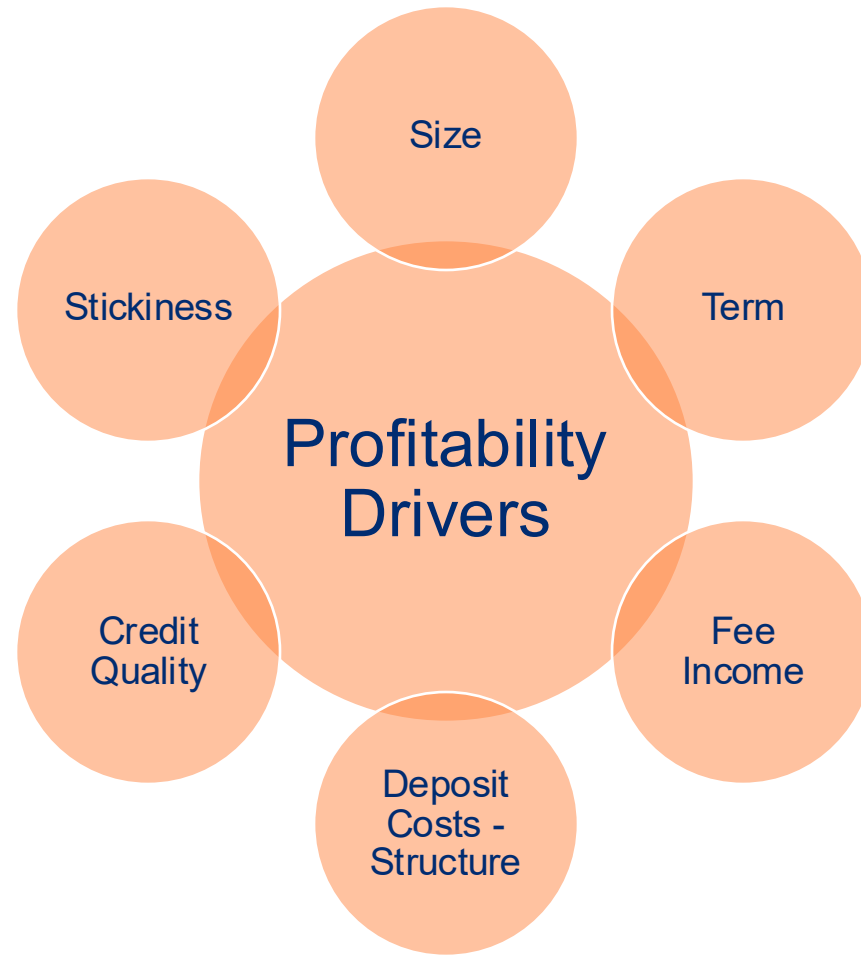 Size
Stickiness
Term
Profitability
Drivers
Credit
Quality
Fee
Income
Deposit
Costs -
Structure